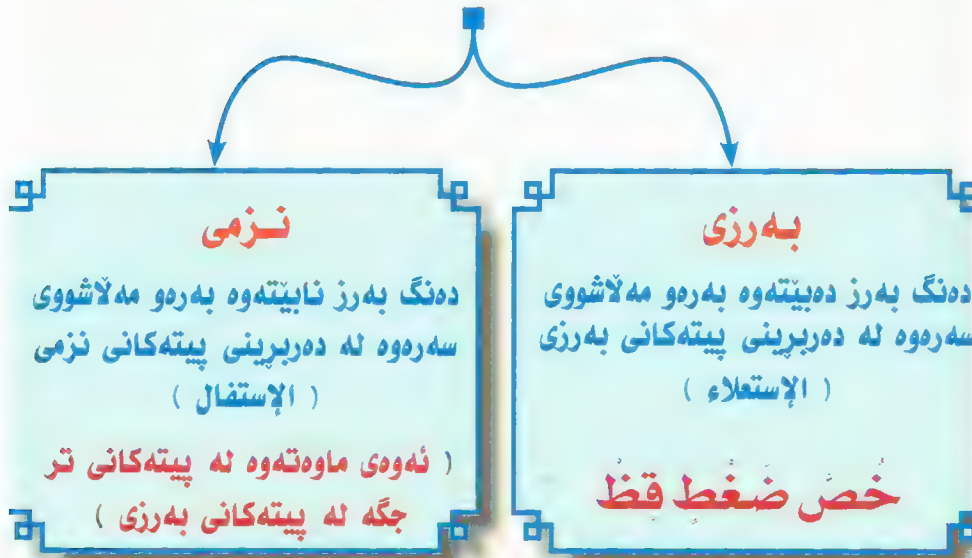 بەرزی
دەنگ بەرز دەبێتەوە بەرەو مەڵاشووی
سەرەوە لە دەربڕینی پیتەکانی بەرزی
( الإستعلاء )
خُصَّ ضَغْطٍ قِظْ
نـزمی
دەنگ بەرز نابێتەوە بەرەو مەڵاشووی
سەرەوە لە دەربڕینی پیتەکانی نزمی
( الإستفال )
( ئەوەی ماوەتەوە لە پیتەکانی تر
جگە لە پیتەکانی بەرزی )